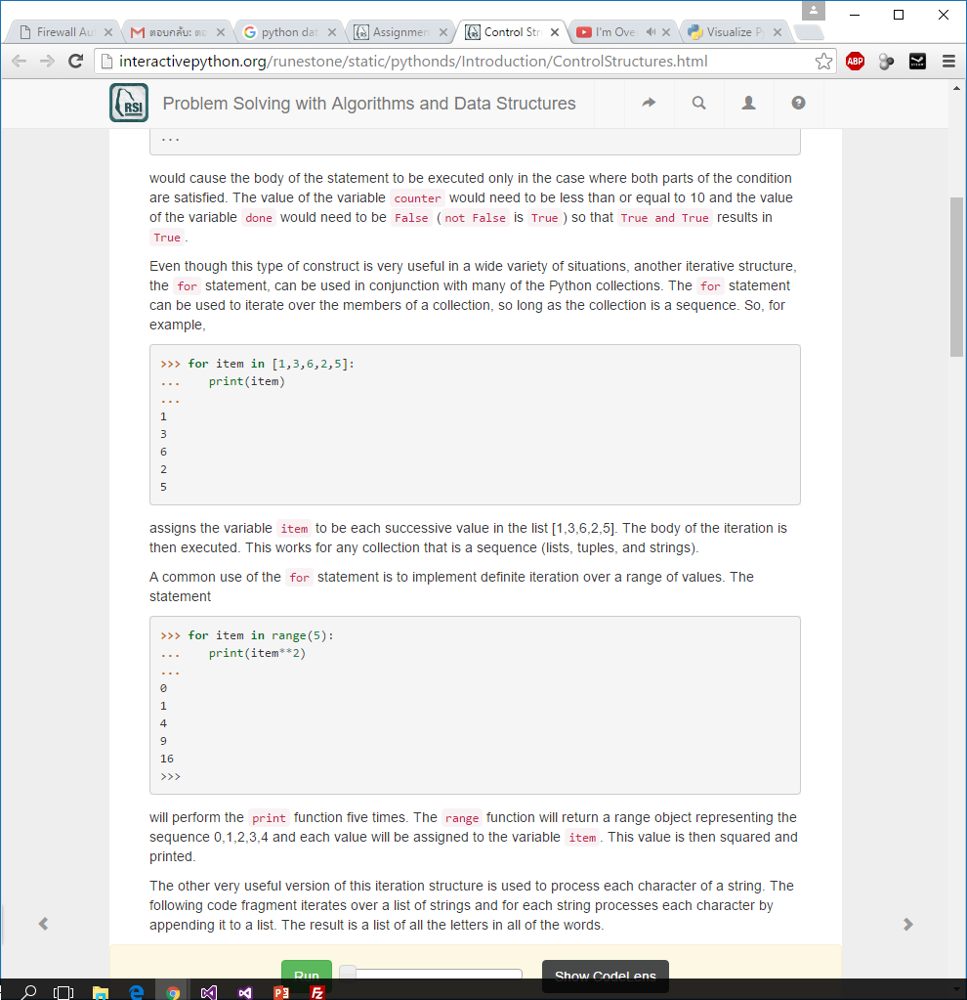 Firewall Au
ตอบกลับ: ตอ
python dat
Assignmen
Control Str
I'm Ove
Visualize P
interactivepython.org/runestone/static/pythonds/Introduction/ControlStructures.html
ABP
RSI
Problem Solving with Algorithms and Data Structures
...
would cause the body of the statement to be executed only in the case where both parts of the condition
are satisfied. The value of the variable counter would need to be less than or equal to 10 and the value
of the variable done would need to be False ( not False is True ) so that True and True results in
True .
Even though this type of construct is very useful in a wide variety of situations, another iterative structure,
the for statement, can be used in conjunction with many of the Python collections. The for statement
can be used to iterate over the members of a collection, so long as the collection is a sequence. So, for
example,
>>> for item in [1,3,6,2,5]:
...    print(item)
...
1
3
6
2
5
assigns the variable item to be each successive value in the list [1,3,6,2,5]. The body of the iteration is
then executed. This works for any collection that is a sequence (lists, tuples, and strings).
A common use of the for statement is to implement definite iteration over a range of values. The
statement
>>> for item in range(5):
...    print(item**2)
...
0
1
4
9
16
>>>
will perform the print function five times. The range function will return a range object representing the
sequence 0,1,2,3,4 and each value will be assigned to the variable item . This value is then squared and
printed.
The other very useful version of this iteration structure is used to process each character of a string. The
following code fragment iterates over a list of strings and for each string processes each character by
appending it to a list. The result is a list of all the letters in all of the words.
Run
Show CodeLens